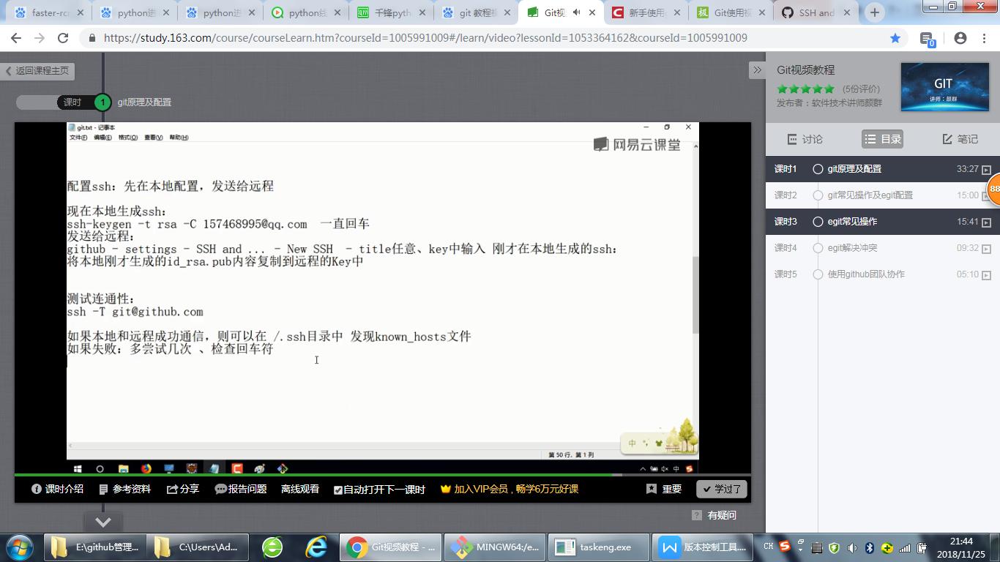 faster-rcn
python进
python进
python线
千锋pyth
git 教程视
Git视
新手使用
Git使用视
SSH and
https://study.163.com/course/courseLearn.htm?courseId=1005991009#/learn/video?lessonId=1053364162&courseId=1005991009
0
返回课程主页
课时 1 git原理及配置
git.txt - 记事本
文件(F) 编辑(E) 格式(O) 查看(V) 帮助(H)
网易云课堂
配置ssh：先在本地配置，发送给远程
现在本地生成ssh：
ssh-keygen -t rsa -C 157468995@qq.com 一直回车
发送给远程：
github - settings - SSH and ... - New SSH - title任意、key中输入 刚才在本地生成的ssh：
将本地刚才生成的id_rsa.pub内容复制到远程的Key中
测试连通性：
ssh -T git@github.com
如果本地和远程成功通信，则可以在 /.ssh目录中 发现known_hosts文件
如果失败：多尝试几次 、检查回车符
中
第 50 行，第 1 列
中
课时介绍 参考资料 分享 报告问题 离线观看 自动打开下一课时 加入VIP会员，畅学6万元好课 重要 学过了
? 有疑问
Git视频教程
(5份评价)
发布者：软件技术讲师颜群
GIT
讲师：颜群
讨论 目录 笔记
课时1 git原理及配置 33:27
课时2 git常见操作及egit配置 15:00
课时3 egit常见操作 15:41
课时4 egit解决冲突 09:32
课时5 使用github团队协作 05:10
88
E:\github管理...
C:\Users\Ad...
Git视频教程 - ...
MINGW64:/e...
taskeng.exe
版本控制工具....
CH
21:44
2018/11/25